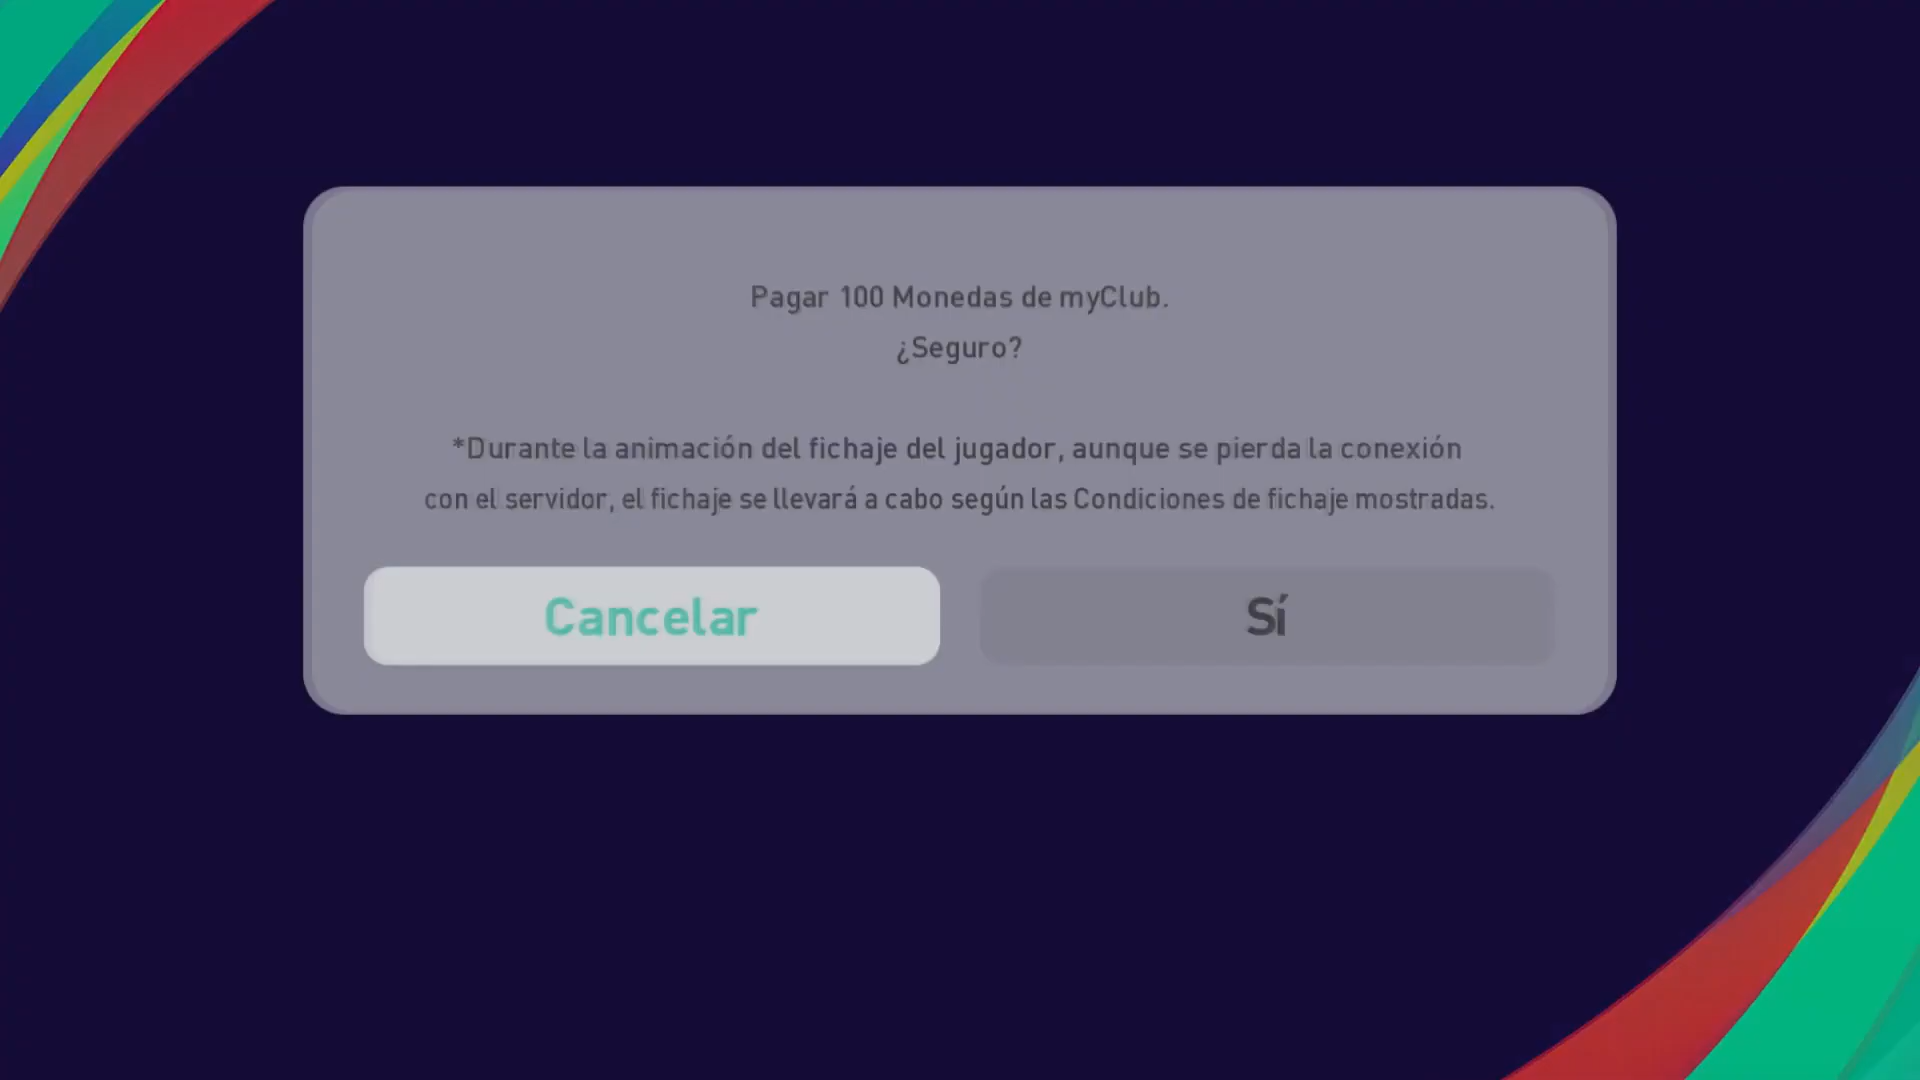 Pagar 100 Monedas de myClub.
¿Seguro?
*Durante la animación del fichaje del jugador, aunque se pierda la conexión
con el servidor, el fichaje se llevará a cabo según las Condiciones de fichaje mostradas.
Cancelar
Sí